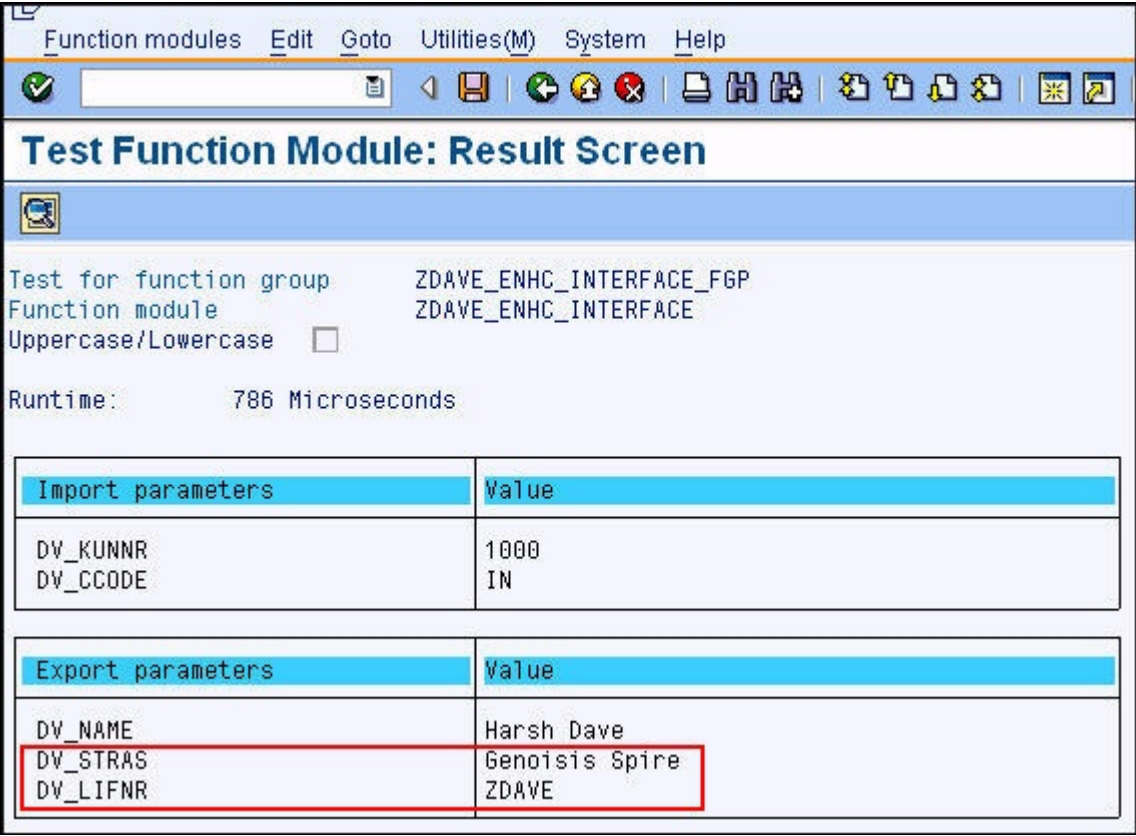 Function modules Edit Goto Utilities(M) System Help
Test Function Module: Result Screen
Test for function group ZDAVE_ENHC_INTERFACE_FGP
Function module ZDAVE_ENHC_INTERFACE
Uppercase/Lowercase
Runtime: 786 Microseconds
Import parameters Value
DV_KUNNR 1000
DV_CCODE IN
Export parameters Value
DV_NAME Harsh Dave
DV_STRAS Genoisis Spire
DV_LIFNR ZDAVE